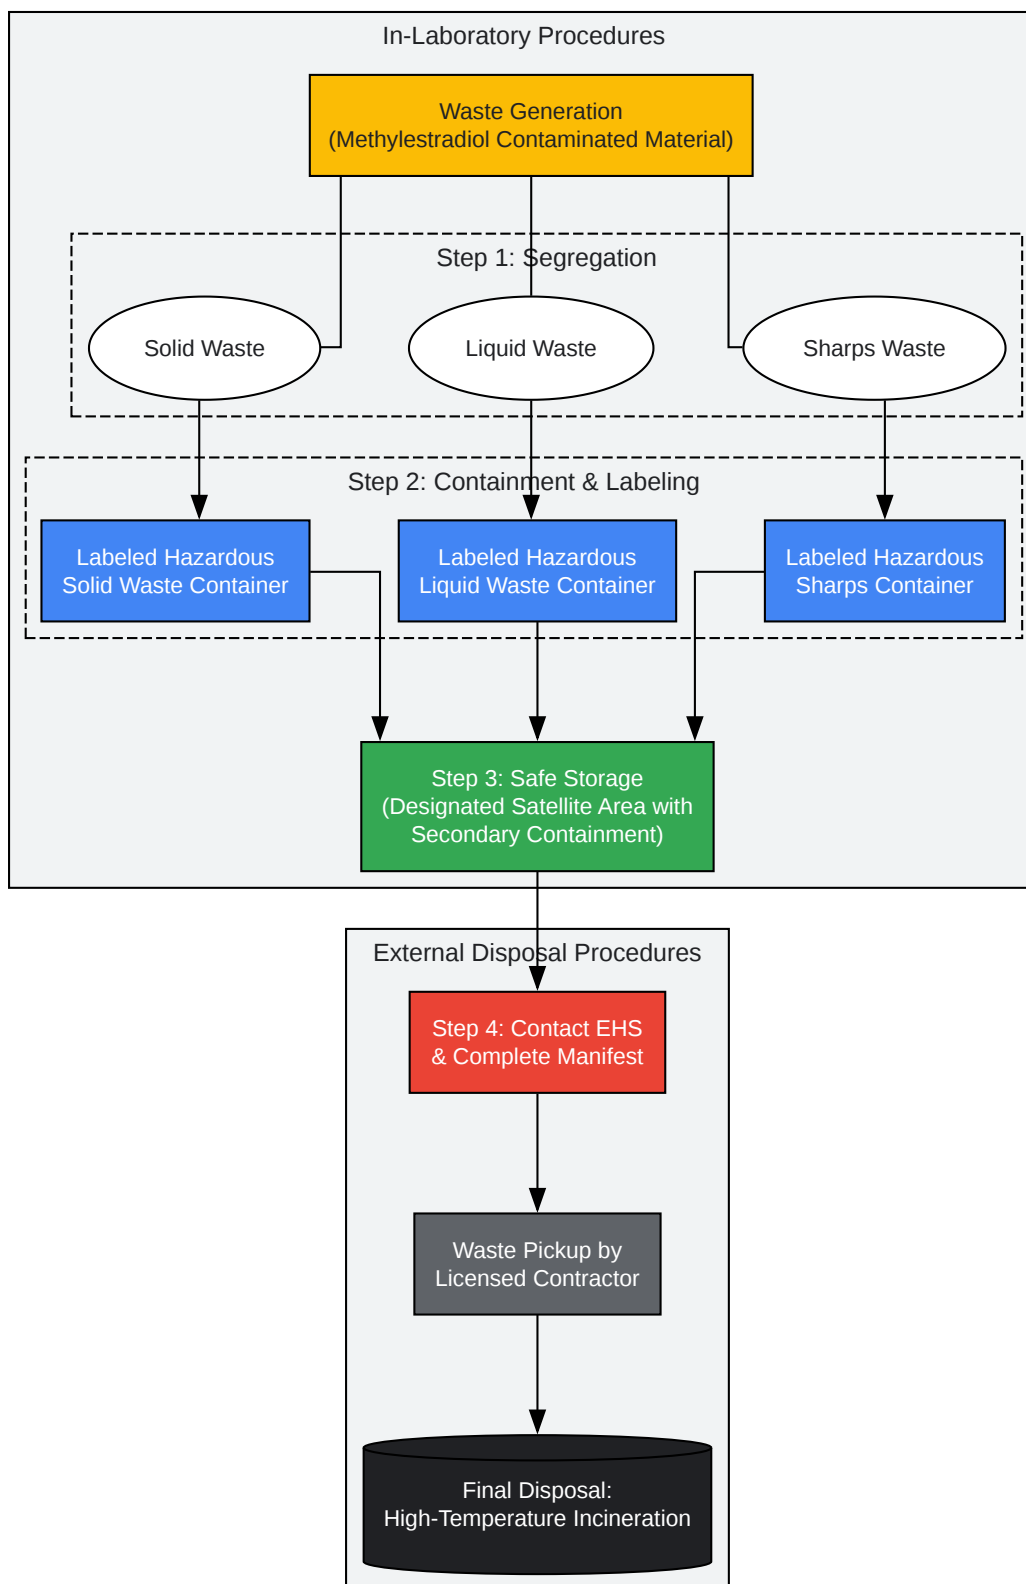 In-Laboratory Procedures
Waste Generation
(Methylestradiol Contaminated Material)
Step 1: Segregation
Solid Waste
Liquid Waste
Sharps Waste
Step 2: Containment & Labeling
Labeled Hazardous
Solid Waste Container
Labeled Hazardous
Liquid Waste Container
Labeled Hazardous
Sharps Container
Step 3: Safe Storage
(Designated Satellite Area with
Secondary Containment)
External Disposal Procedures
Step 4: Contact EHS
& Complete Manifest
Waste Pickup by
Licensed Contractor
Final Disposal:
High-Temperature Incineration